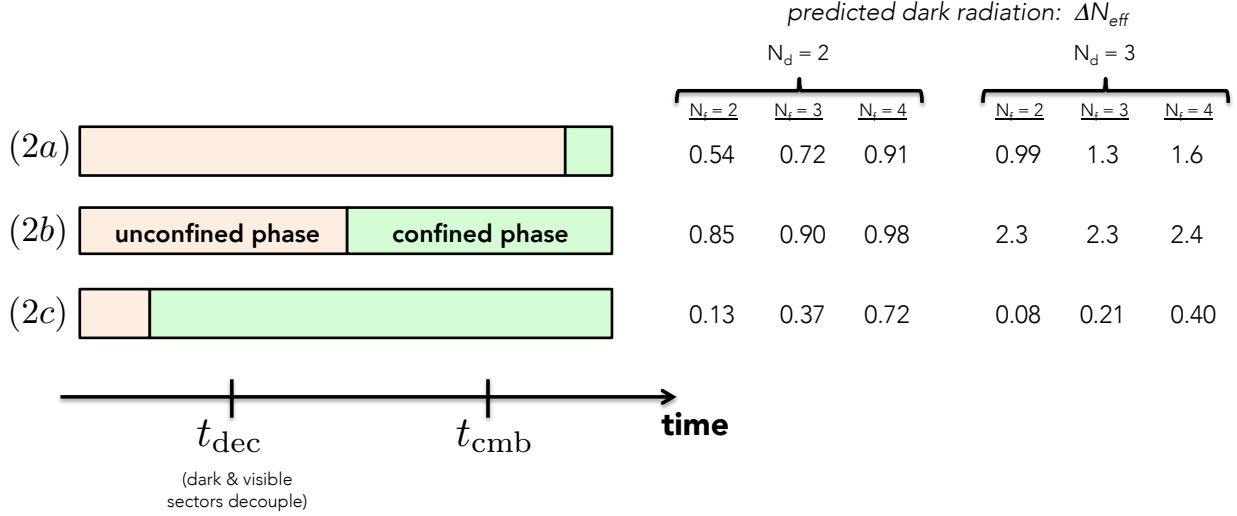 predicted dark radiation: ΔN_eff
N_d = 2 N_d = 3
N_f = 2 N_f = 3 N_f = 4 N_f = 2 N_f = 3 N_f = 4
(2a) 0.54 0.72 0.91 0.99 1.3 1.6
(2b) unconfined phase confined phase 0.85 0.90 0.98 2.3 2.3 2.4
(2c) 0.13 0.37 0.72 0.08 0.21 0.40
time
t_dec t_cmb
(dark & visible
sectors decouple)